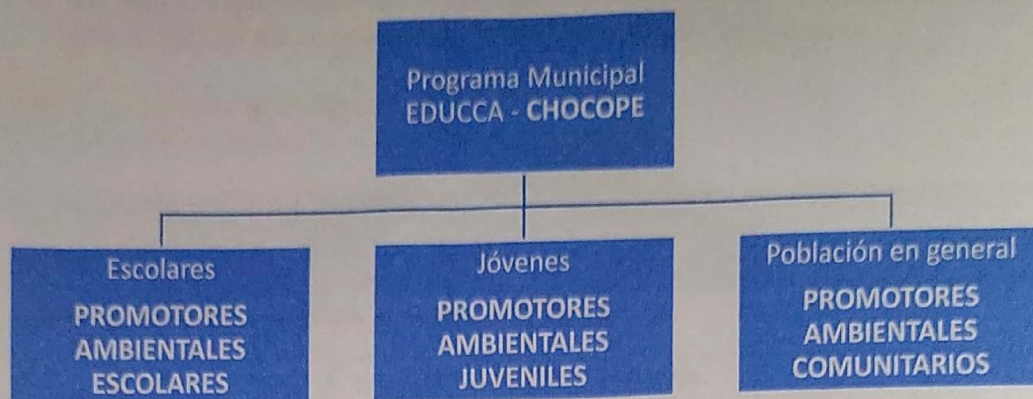 Programa Municipal
EDUCCA - CHOCOPE
Escolares
PROMOTORES
AMBIENTALES
ESCOLARES
Jóvenes
PROMOTORES
AMBIENTALES
JUVENILES
Población en general
PROMOTORES
AMBIENTALES
COMUNITARIOS